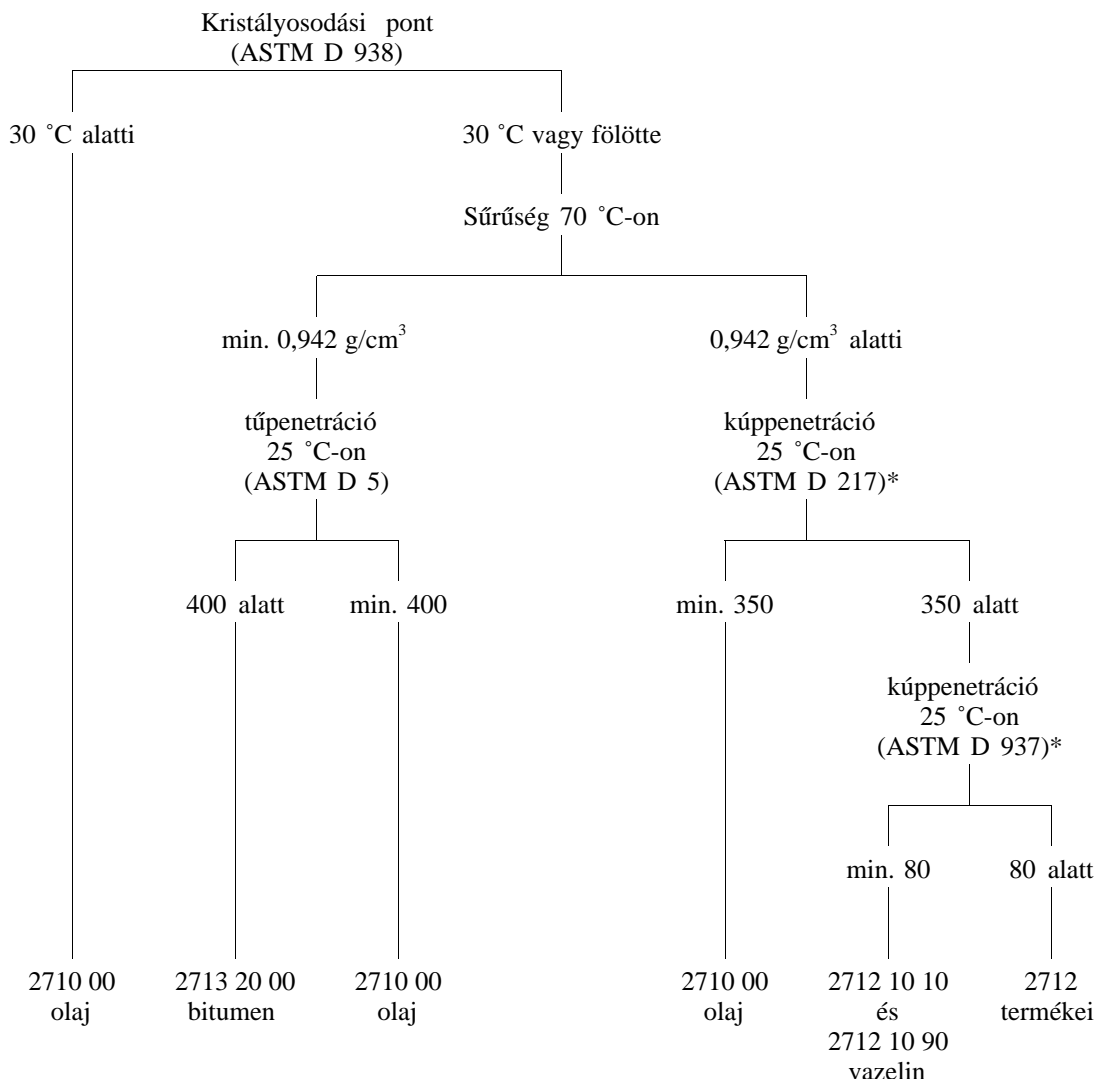 Kristályosodási pont
(ASTM D 938)
30 ˚C alatti
30 ˚C vagy fölötte
Sűrűség 70 ˚C-on
min. 0,942 g/cm³
0,942 g/cm³ alatti
tűpenetráció
25 ˚C-on
(ASTM D 5)
kúppenetráció
25 ˚C-on
(ASTM D 217)*
400 alatt
min. 400
min. 350
350 alatt
kúppenetráció
25 ˚C-on
(ASTM D 937)*
min. 80
80 alatt
2710 00
olaj
2713 20 00
bitumen
2710 00
olaj
2710 00
olaj
2712 10 10
és
2712 10 90
vazelin
2712
termékei